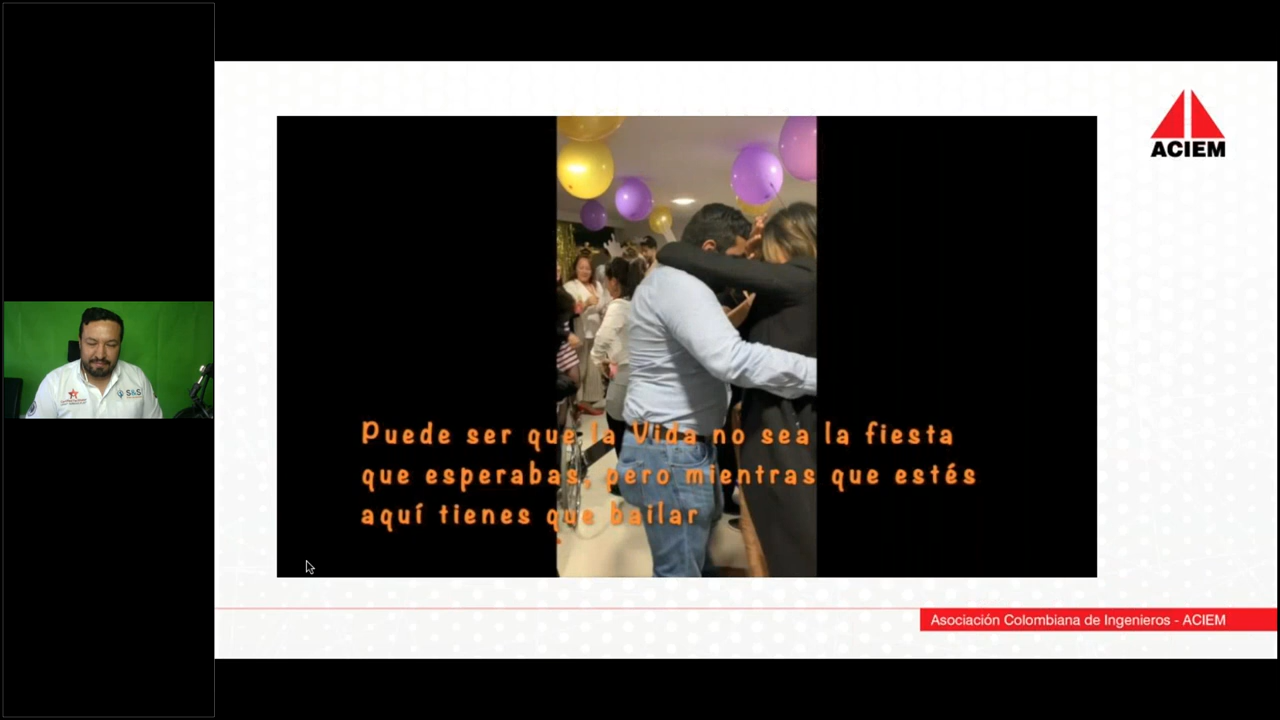 ACIEM
Puede ser que la Vida no sea la fiesta
que esperabas, pero mientras que estés
aquí tienes que bailar
S&S
Asociación Colombiana de Ingenieros - ACIEM